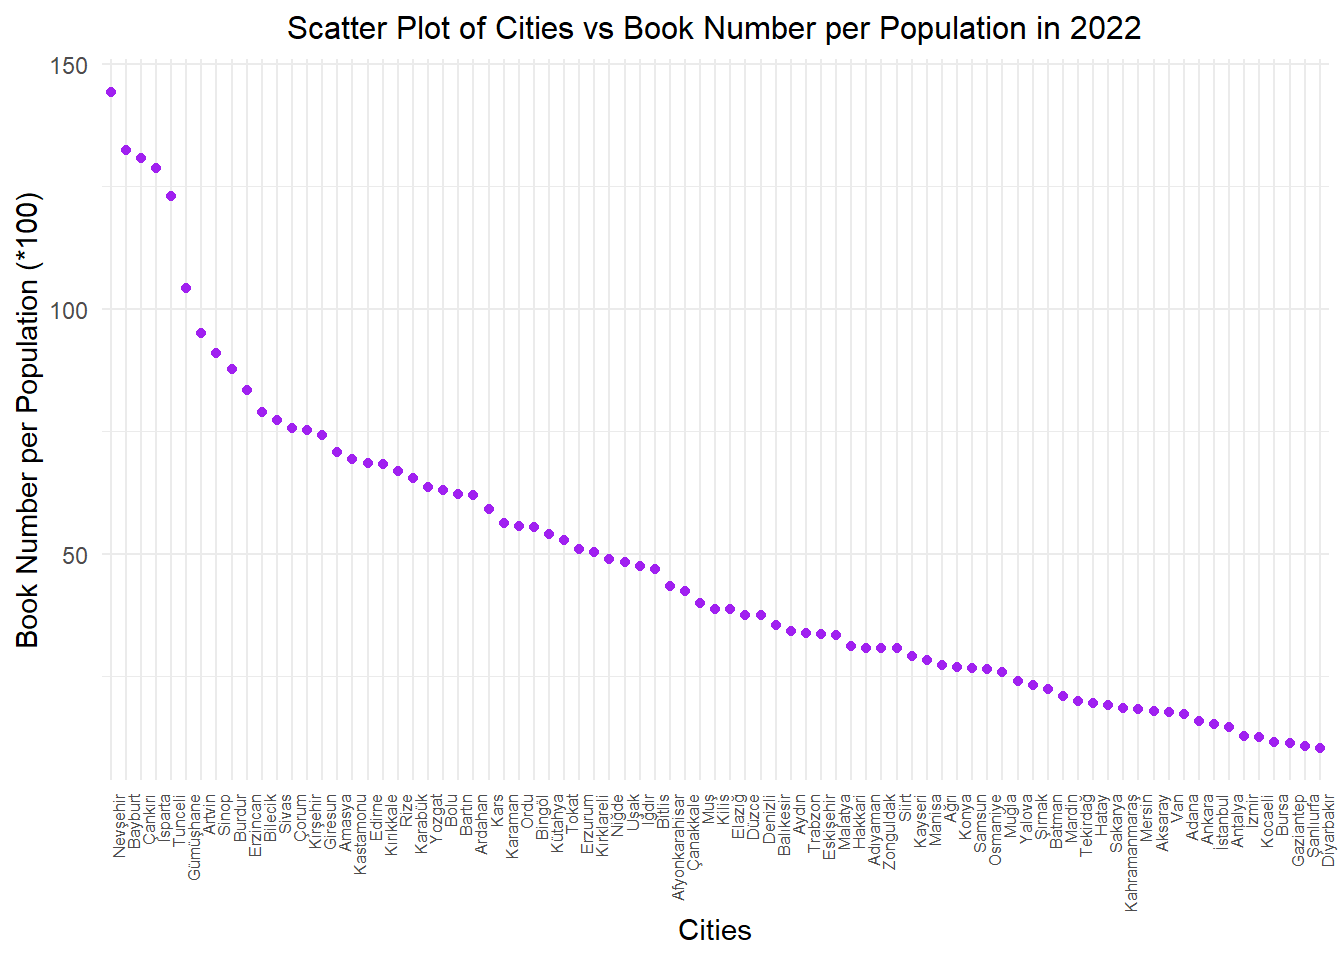 Scatter Plot of Cities vs Book Number per Population in 2022
Book Number per Population (*100)
150
100
50
Nevşehir
Bayburt
Çankırı
Isparta
Tunceli
Gümüşhane
Artvin
Sinop
Burdur
Erzincan
Bilecik
Sivas
Çorum
Kırşehir
Giresun
Amasya
Kastamonu
Edirne
Kırıkkale
Rize
Karabük
Yozgat
Bolu
Bartın
Ardahan
Kars
Karaman
Ordu
Bingöl
Kütahya
Tokat
Erzurum
Kırklareli
Niğde
Uşak
Iğdır
Bitlis
Afyonkarahisar
Çanakkale
Muş
Kilis
Elazığ
Düzce
Denizli
Balıkesir
Aydın
Trabzon
Eskişehir
Malatya
Hakkari
Adıyaman
Zonguldak
Siirt
Kayseri
Manisa
Ağrı
Konya
Samsun
Osmaniye
Muğla
Yalova
Şırnak
Batman
Mardin
Tekirdağ
Hatay
Sakarya
Kahramanmaraş
Mersin
Aksaray
Van
Adana
Ankara
İstanbul
Antalya
İzmir
Kocaeli
Bursa
Gaziantep
Şanlıurfa
Diyarbakır
Cities